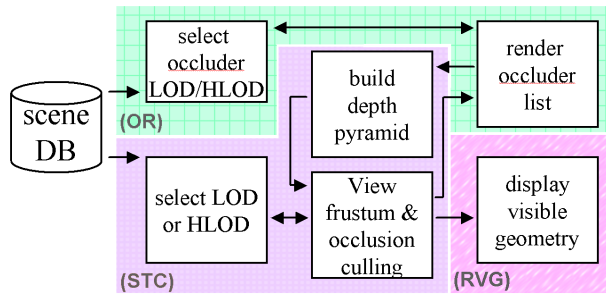 select
occluder
LOD/HLOD
(OR)
render
occluder
list
build
depth
pyramid
scene
DB
select LOD
or HLOD
(STC)
View
frustum &
occlusion
culling
display
visible
geometry
(RVG)